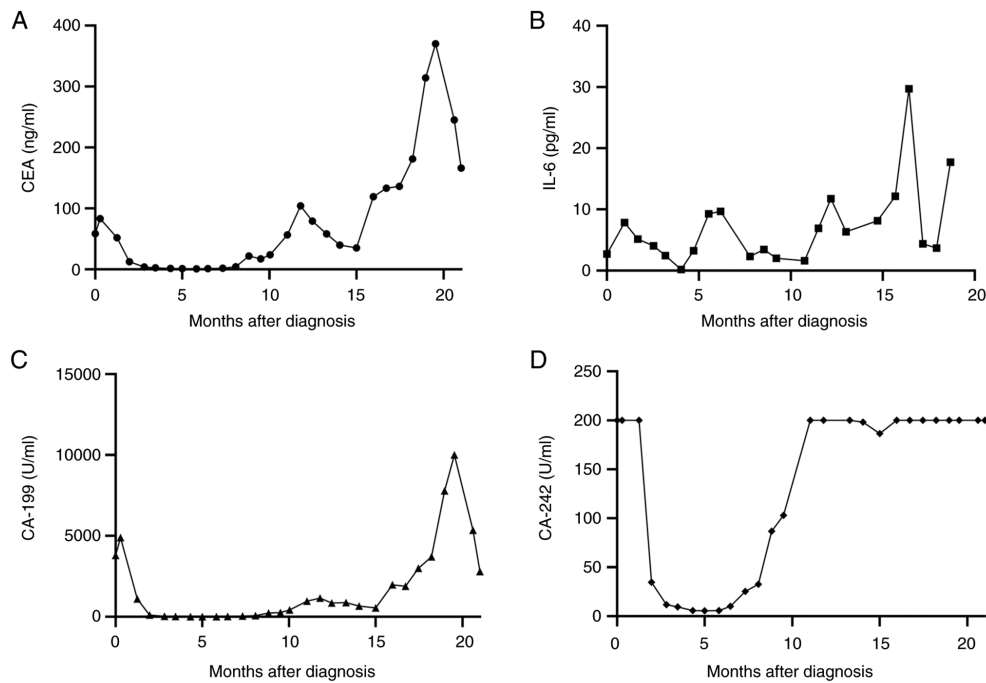 A
CEA (ng/ml)
400
300
200
100
0
0 5 10 15 20
Months after diagnosis
B
IL-6 (pg/ml)
40
30
20
10
0
0 5 10 15 20
Months after diagnosis
C
CA-199 (U/ml)
15000
10000
5000
0
0 5 10 15 20
Months after diagnosis
D
CA-242 (U/ml)
250
200
150
100
50
0
0 5 10 15 20
Months after diagnosis